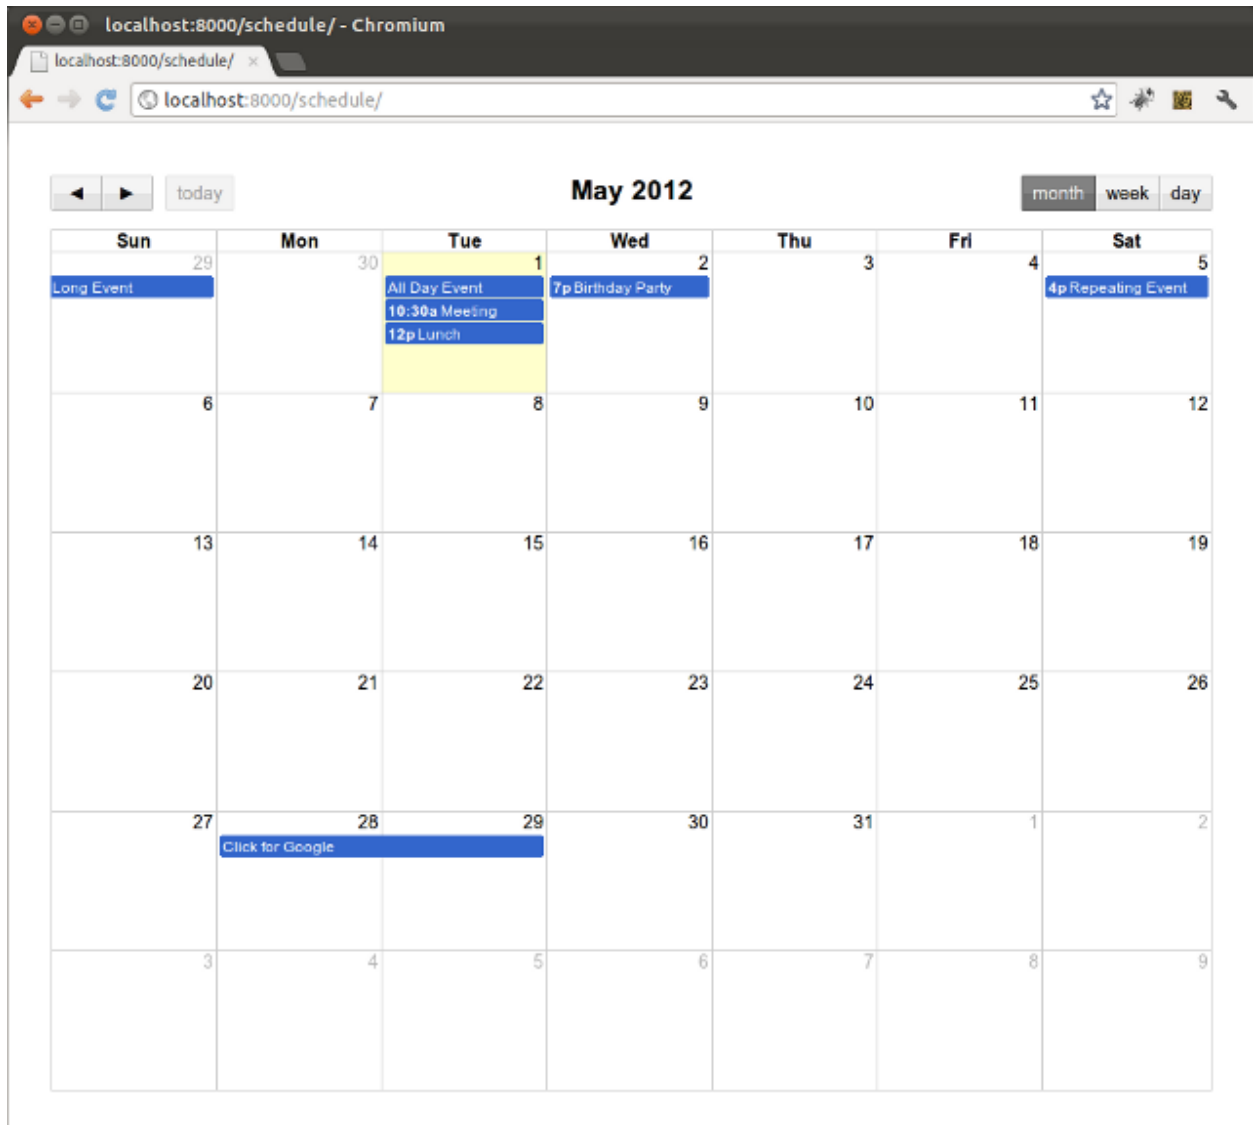 localhost:8000/schedule/ - Chromium
localhost:8000/schedule/
localhost:8000/schedule/
today
May 2012
month week day
Sun Mon Tue Wed Thu Fri Sat
29 30 1 2 3 4 5
Long Event All Day Event 7p Birthday Party 4p Repeating Event
10:30a Meeting
12p Lunch
6 7 8 9 10 11 12
13 14 15 16 17 18 19
20 21 22 23 24 25 26
27 28 29 30 31 1 2
Click for Google
3 4 5 6 7 8 9